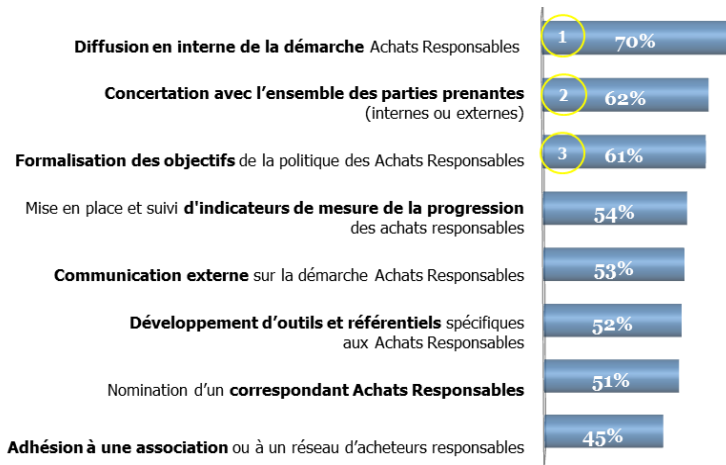 Diffusion en interne de la démarche Achats Responsables
1
70%
Concertation avec l'ensemble des parties prenantes
(internes ou externes)
2
62%
Formalisation des objectifs de la politique des Achats Responsables
3
61%
Mise en place et suivi d'indicateurs de mesure de la progression
des achats responsables
54%
Communication externe sur la démarche Achats Responsables
53%
Développement d'outils et référentiels spécifiques
aux Achats Responsables
52%
Nomination d'un correspondant Achats Responsables
51%
Adhésion à une association ou à un réseau d'acheteurs responsables
45%